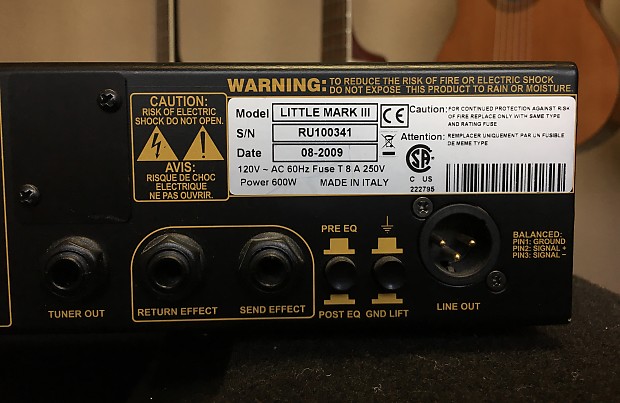 WARNING: TO REDUCE THE RISK OF FIRE OR ELECTRIC SHOCK
DO NOT EXPOSE THIS PRODUCT TO RAIN OR MOISTURE.
CAUTION:
RISK OF ELECTRIC
SHOCK DO NOT OPEN.
AVIS:
RISQUE DE CHOC
ELECTRIQUE
NE PAS OUVRIR.
Model LITTLE MARK III CE
S/N RU100341
Date 08-2009
120V ~ AC 60Hz Fuse T 8 A 250V
Power 600W MADE IN ITALY
Caution: FOR CONTINUED PROTECTION AGAINST RISK
OF FIRE REPLACE ONLY WITH SAME TYPE
AND RATING FUSE
Attention: REMPLACER UNIQUEMENT PAR UN FUSIBLE
DE MEME TYPE
C US
222795
TUNER OUT
RETURN EFFECT
SEND EFFECT
PRE EQ
POST EQ
GND LIFT
LINE OUT
BALANCED:
PIN1: GROUND
PIN2: SIGNAL +
PIN3: SIGNAL −